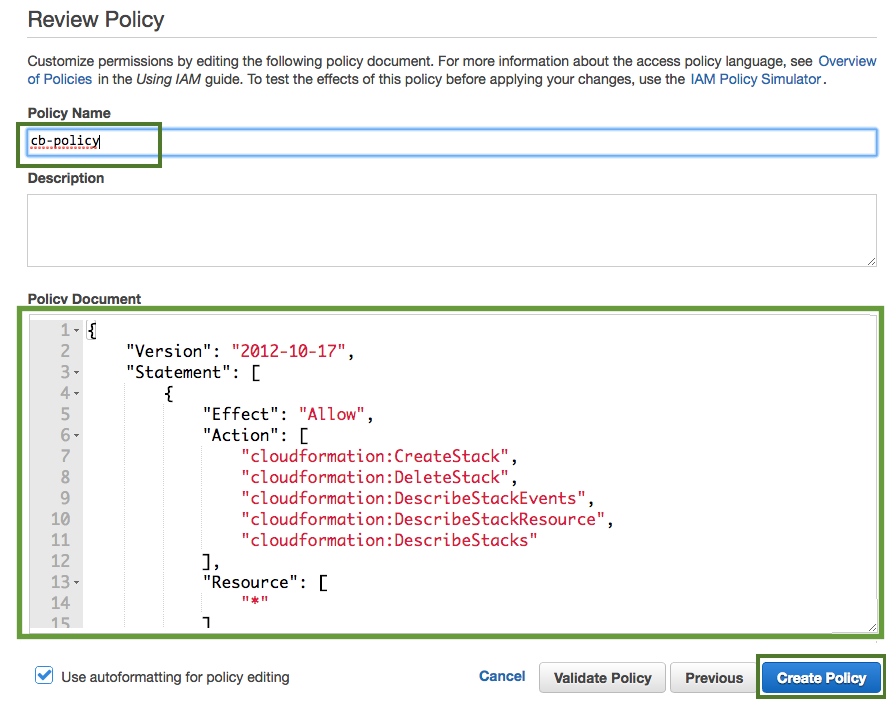 Review Policy
Customize permissions by editing the following policy document. For more information about the access policy language, see Overview
of Policies in the Using IAM guide. To test the effects of this policy before applying your changes, use the IAM Policy Simulator.
Policy Name
cb-policy
Description
Policy Document
1 {
2 "Version": "2012-10-17",
3 "Statement": [
4 {
5 "Effect": "Allow",
6 "Action": [
7 "cloudformation:CreateStack",
8 "cloudformation:DeleteStack",
9 "cloudformation:DescribeStackEvents",
10 "cloudformation:DescribeStackResource",
11 "cloudformation:DescribeStacks"
12 ],
13 "Resource": [
14 "*"
15 ]
Use autoformatting for policy editing Cancel Validate Policy Previous Create Policy